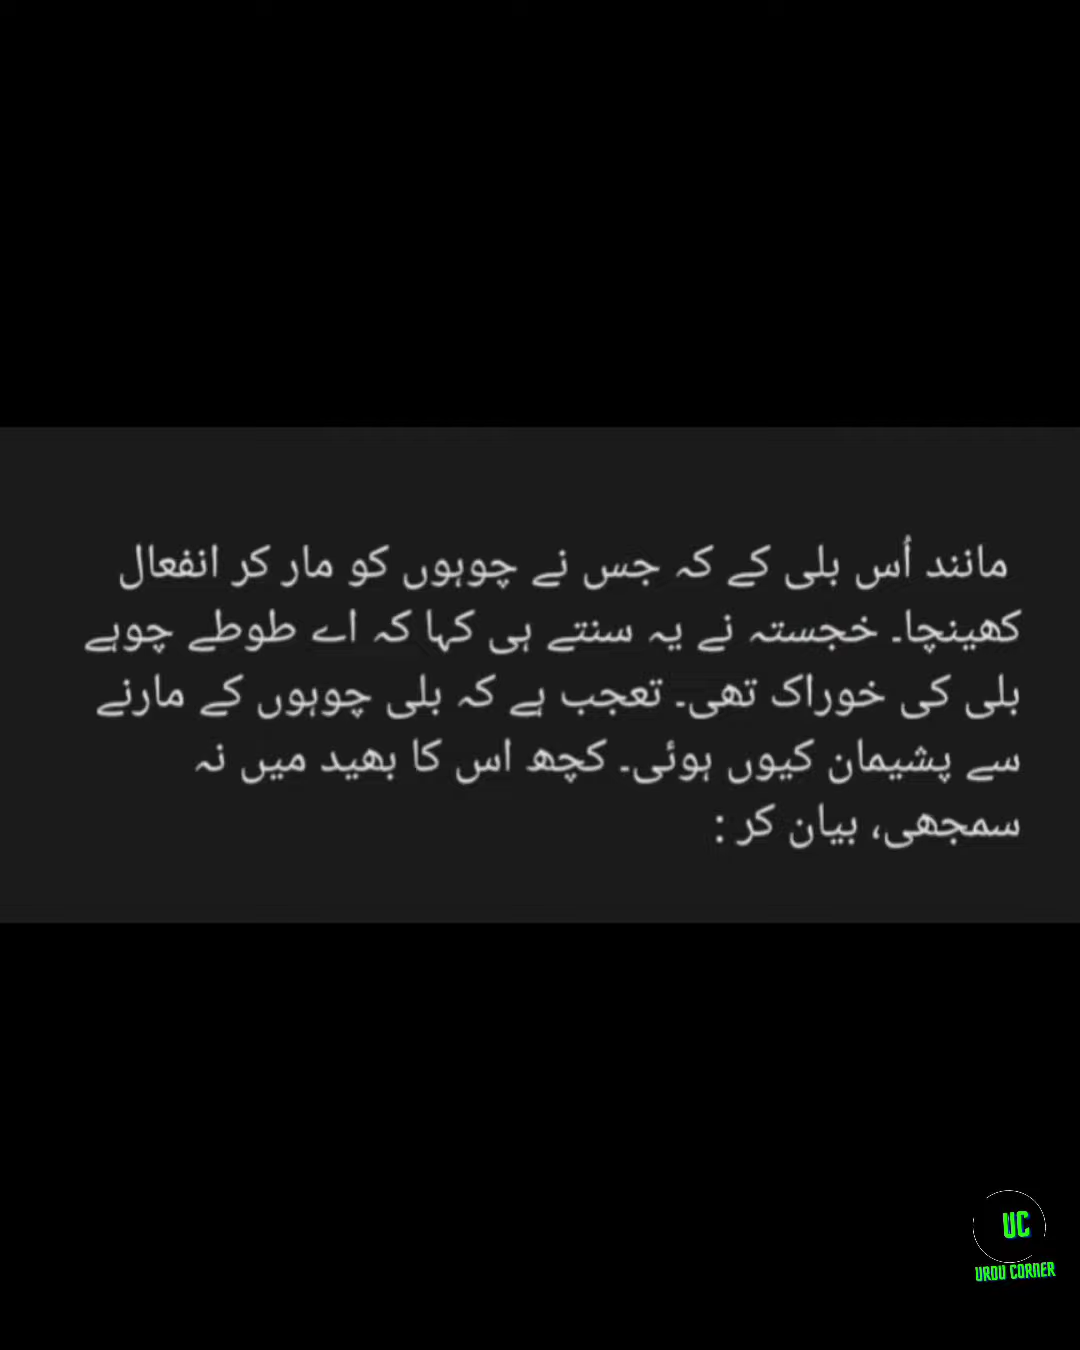 مانند اُس بلی کے کہ جس نے چوہوں کو مار کر انفعال
کھینچا۔ خجستہ نے یہ سنتے ہی کہا کہ اے طوطے چوہے
بلی کی خوراک تھی۔ تعجب ہے کہ بلی چوہوں کے مارنے
سے پشیمان کیوں ہوئی۔ کچھ اس کا بھید میں نہ
سمجھی، بیان کر :
UC
URDU CORNER